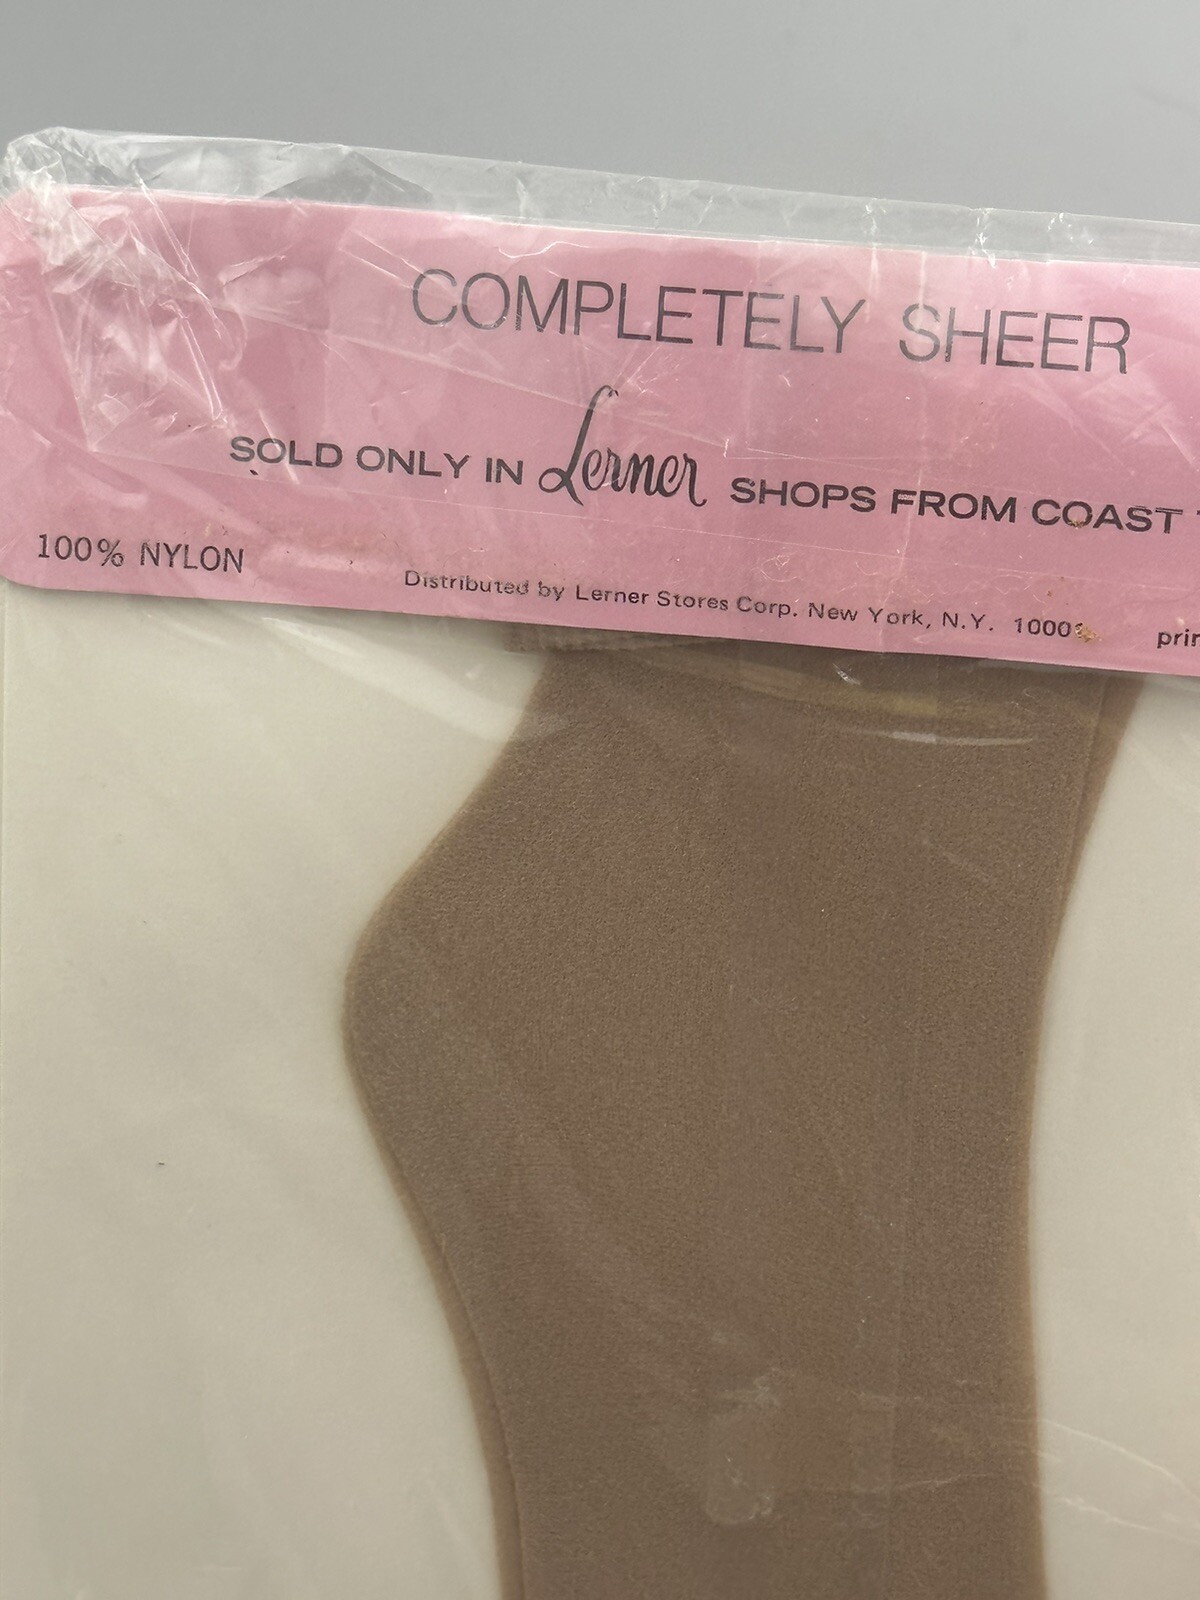 COMPLETELY SHEER
SOLD ONLY IN Lerner SHOPS FROM COAST
100% NYLON
Distributed by Lerner Stores Corp. New York, N.Y.